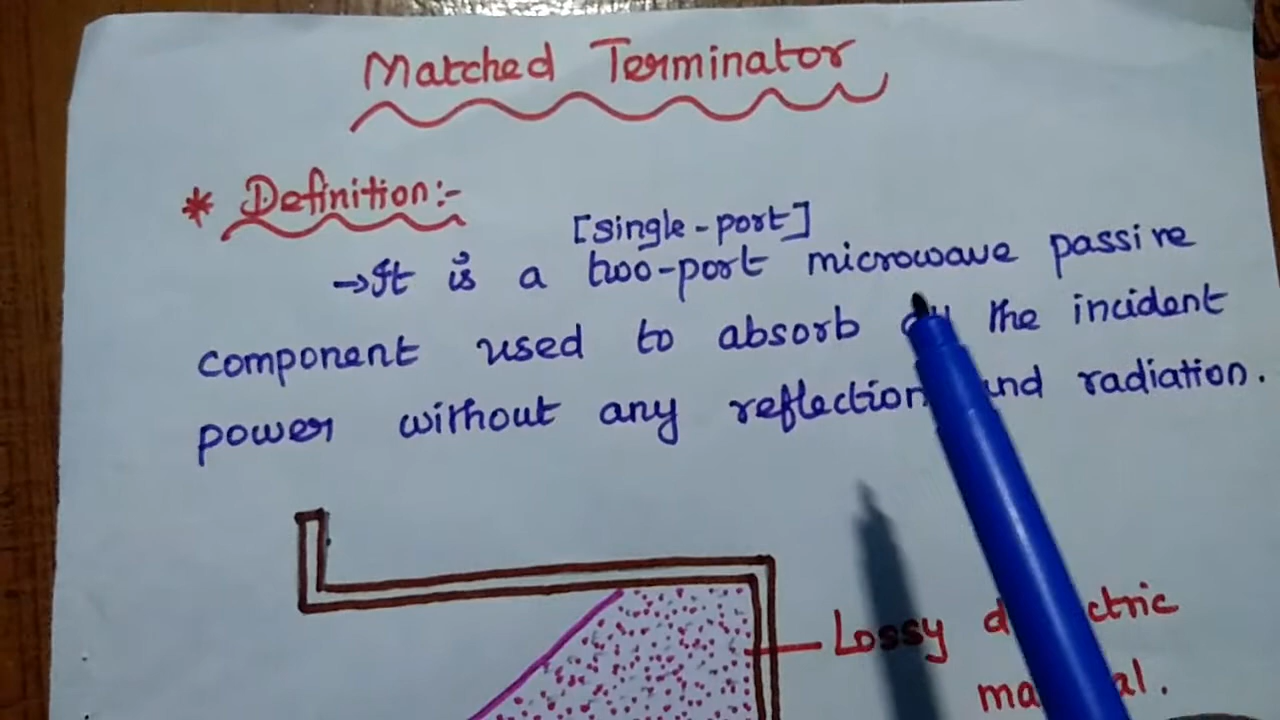 Matched Terminator
* Definition:-
[single-port]
→It is a two-port microwave passive
component used to absorb the incident
power without any reflection and radiation.
Lossy